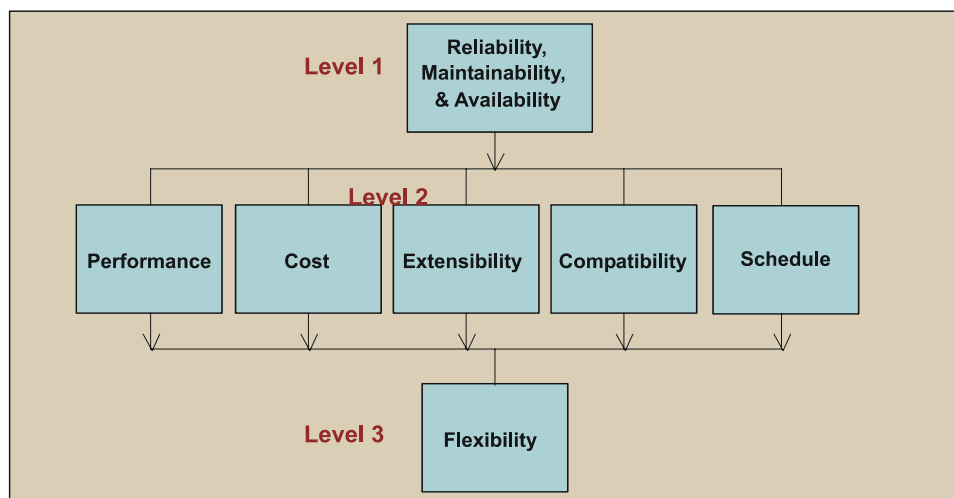 Level 1
Reliability,
Maintainability,
& Availability
Level 2
Performance
Cost
Extensibility
Compatibility
Schedule
Level 3
Flexibility